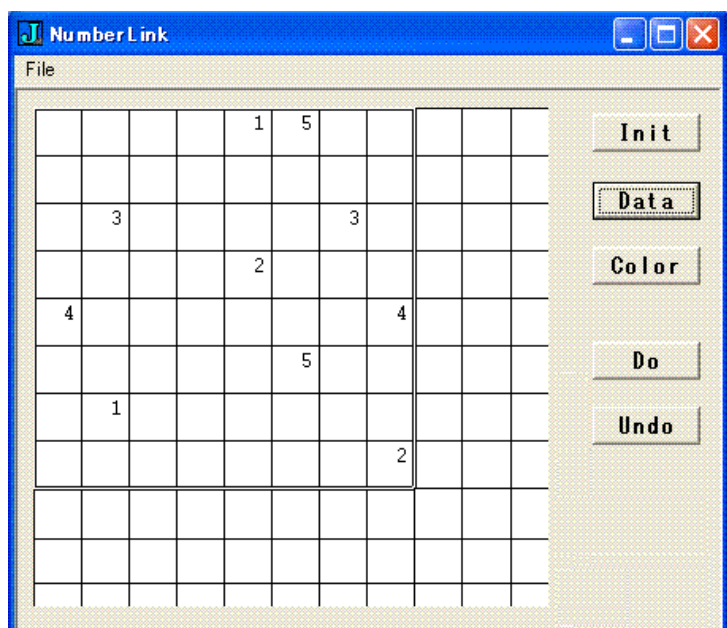 NumberLink
File
1 5
Init
Data
3 3
2
Color
4 4
5
Do
1
Undo
2